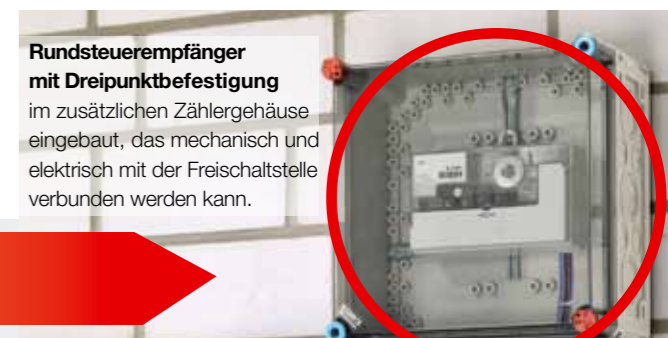 Rundsteuerempfänger
mit Dreipunktbefestigung
im zusätzlichen Zählergehäuse
eingebaut, das mechanisch und
elektrisch mit der Freischaltstelle
verbunden werden kann.